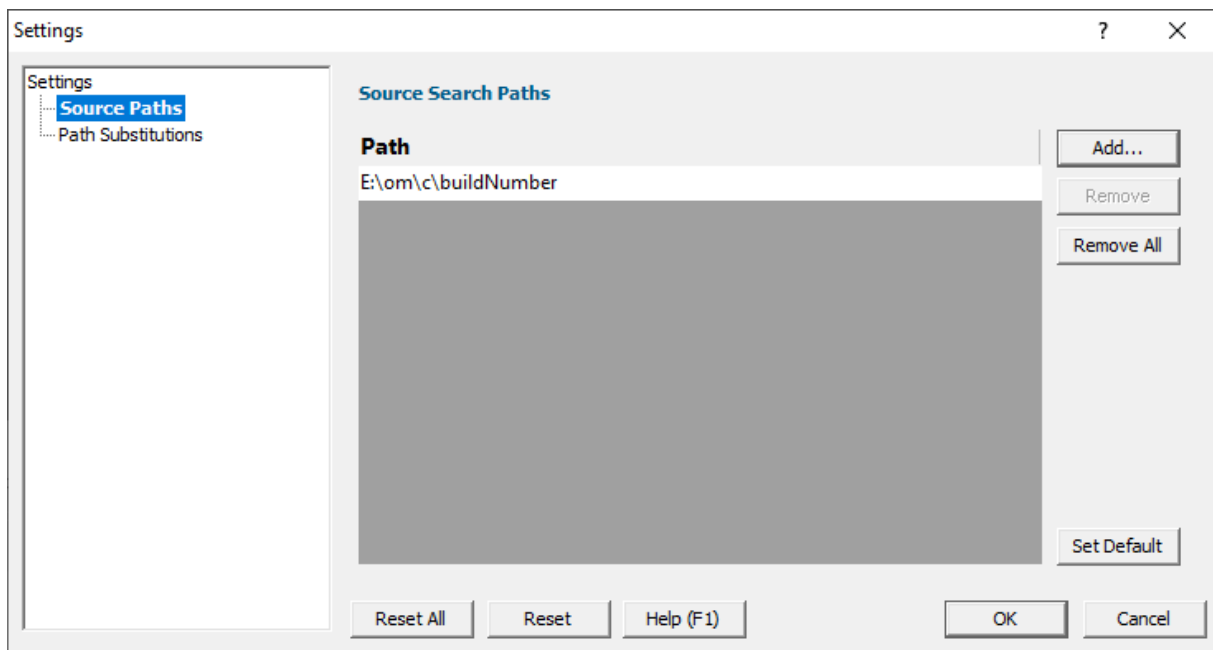 Settings
?
Settings
Source Paths
Path Substitutions
Source Search Paths
Path
E:\om\c\buildNumber
Add...
Remove
Remove All
Set Default
Reset All
Reset
Help (F1)
OK
Cancel